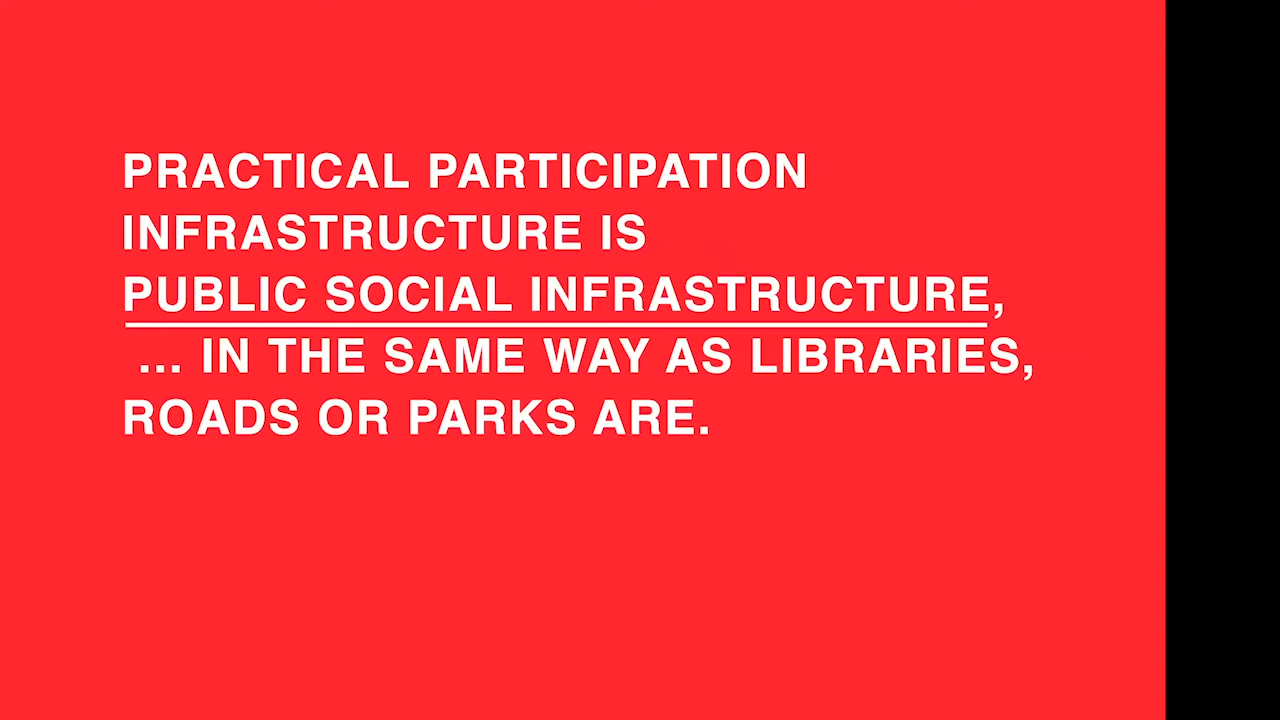 PRACTICAL PARTICIPATION
INFRASTRUCTURE IS
PUBLIC SOCIAL INFRASTRUCTURE,
... IN THE SAME WAY AS LIBRARIES,
ROADS OR PARKS ARE.